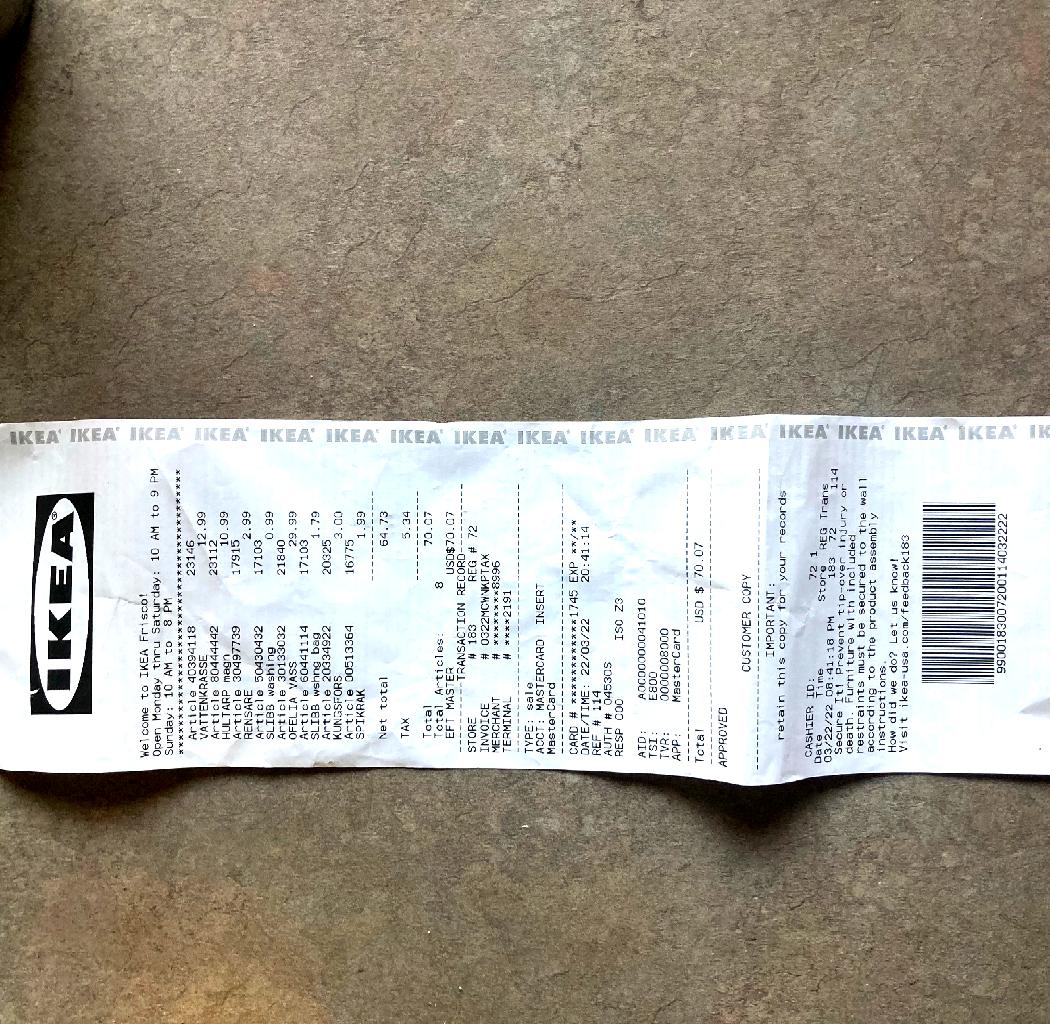 IKEA® IKEA® IKEA® IKEA® IKEA® IKEA® IKEA® IKEA® IKEA® IKEA® IKEA® IKEA® IKEA® IKEA® IKEA® IKEA® IK
IKEA®
Welcome to IKEA Frisco!
Open Monday thru Saturday: 10 AM to 9 PM
Sunday: 10 AM to 8 PM
Article 40394118 23146
VATTENKRASSE 12.99
Article 80444442 23112
HULTARP bagn 10.99
Article 30497739 17915
RENSARE 2.99
Article 50430432 17103
SLIBB washing 0.99
Article 30133032 21840
OFELIA VASS 29.99
Article 60441114 17103
SLIBB wshng bag 1.79
Article 20334922 20325
KUNGSFORS 3.00
Article 00513364 16775
SPIKRAK 1.99
Net total 64.73
TAX 5.34
Total 70.07
Total Articles: 8
EFT MASTER USD$70.07
TRANSACTION RECORD
STORE # 183 REG # 72
INVOICE # 0322MCWNKPTAX
MERCHANT # ********8996
TERMINAL # ****2191
TYPE: sale
ACCT: MASTERCARD INSERT
MasterCard
CARD # ************1745 EXP **/**
DATE/TIME: 22/03/22 20:41:14
REF # 114
AUTH # 0453CS
RESP C00 ISO Z3
AID: A0000000041010
TSI: E800
TVR: 0000008000
APP: MasterCard
Total USD $ 70.07
APPROVED
CUSTOMER COPY
IMPORTANT:
retain this copy for your records
CASHIER ID: 72 1
Date Time Store REG Trans
03/22/22 08:41:18 PM 183 72 114
Secure it! Prevent tip-over injury or
death. Furniture with included
restraints must be secured to the wall
according to the product assembly
instructions.
How did we do? Let us know!
Visit ikea-usa.com/feedback183
9900183007200114032222